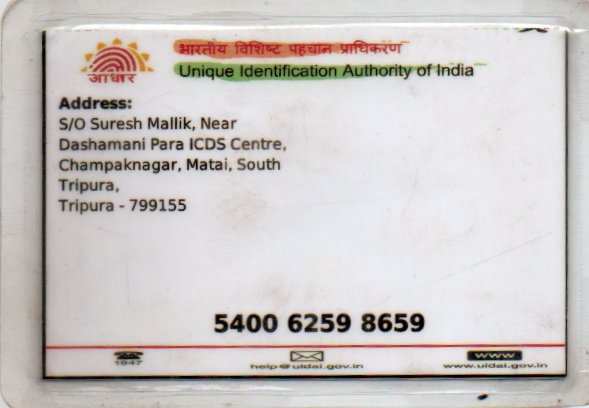 भारतीय विशिष्ट पहचान प्राधिकरण
Unique Identification Authority of India
आधार
Address:
S/O Suresh Mallik, Near
Dashamani Para ICDS Centre,
Champaknagar, Matai, South
Tripura,
Tripura - 799155
5400 6259 8659
1947
help@uidai.gov.in
WWW
www.uidai.gov.in